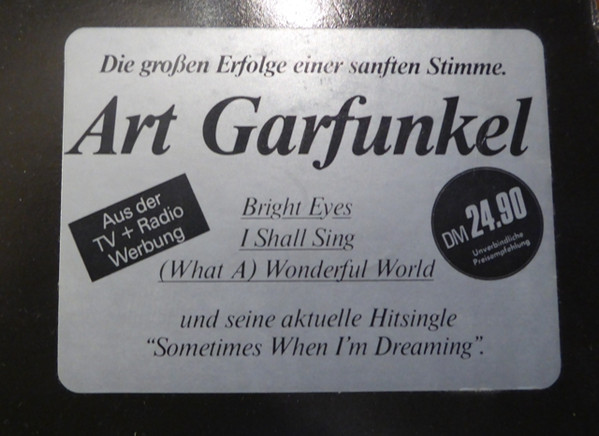 Die großen Erfolge einer sanften Stimme.
Art Garfunkel
Aus der
TV + Radio
Werbung
Bright Eyes
I Shall Sing
(What A) Wonderful World
DM 24.90
Unverbindliche
Preisempfehlung
und seine aktuelle Hitsingle
“Sometimes When I'm Dreaming”.